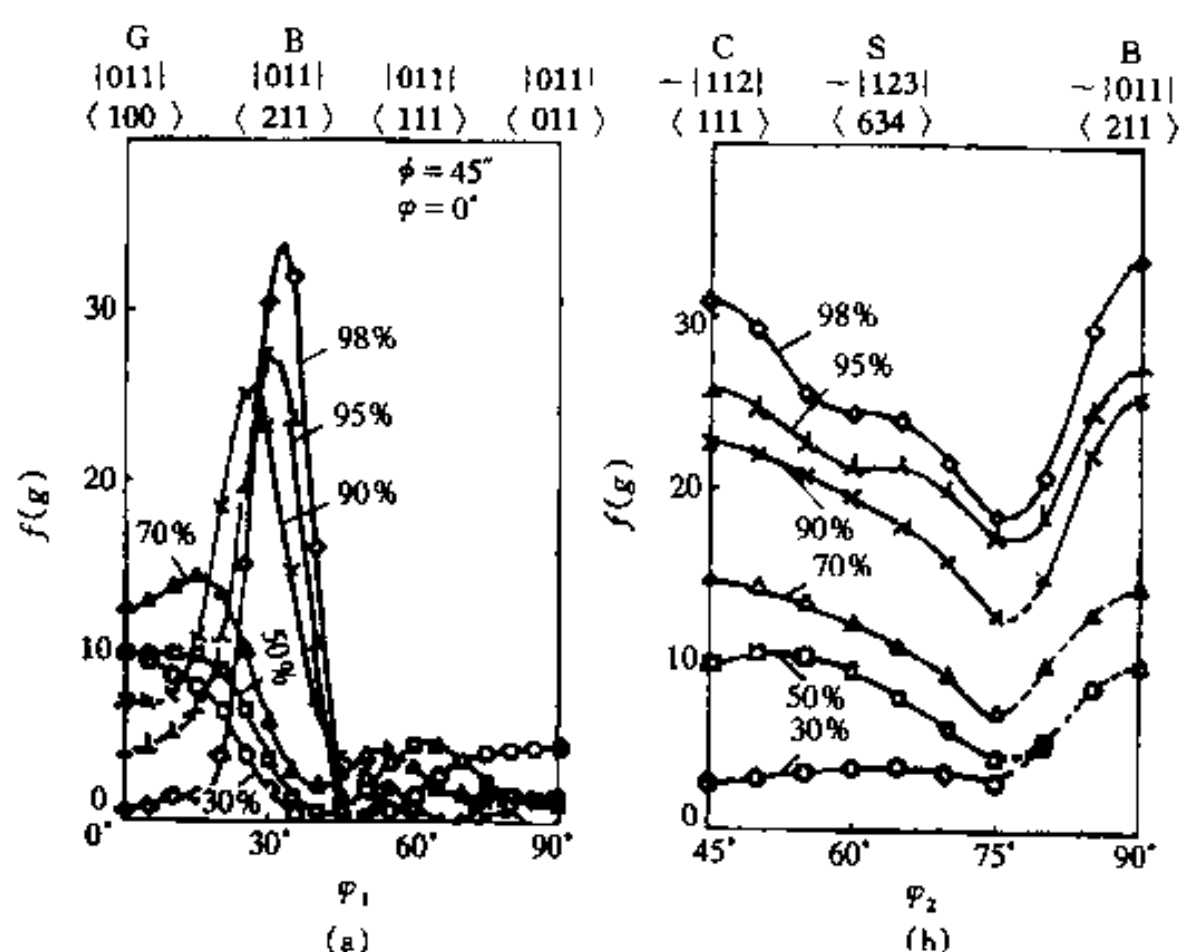 G B
{011} {011} {011} {011}
⟨100⟩ ⟨211⟩ ⟨111⟩ ⟨011⟩
ϕ = 45°
φ = 0°
30
98%
95%
20
90%
70%
10
50%
30%
0
0° 30° 60° 90°
f(g)
φ₁
(a)
C S B
~{112} ~{123} ~{011}
⟨111⟩ ⟨634⟩ ⟨211⟩
30
98%
95%
20
90%
70%
10
50%
30%
0
45° 60° 75° 90°
f(g)
φ₂
(b)